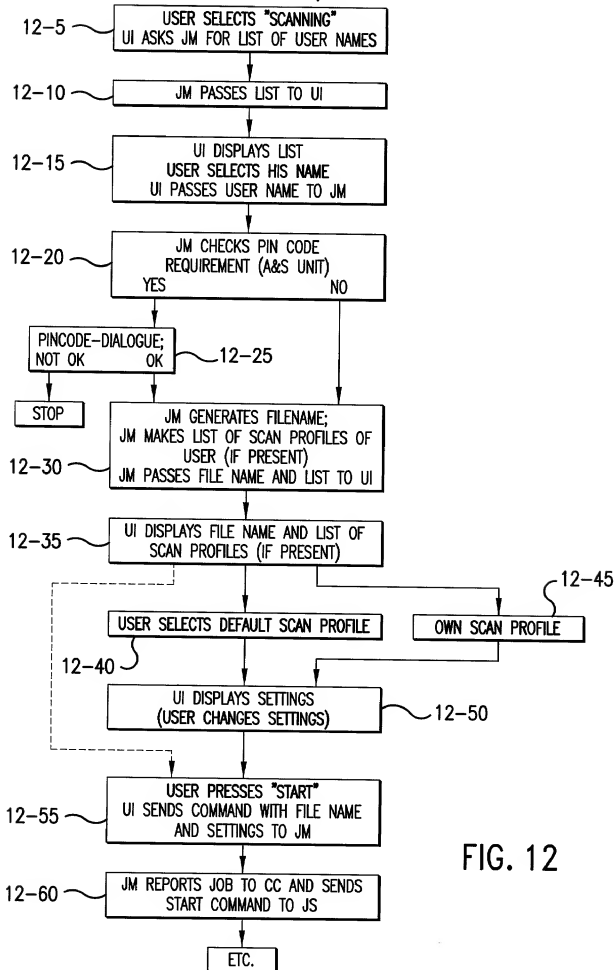 12-5
USER SELECTS "SCANNING"
UI ASKS JM FOR LIST OF USER NAMES
12-10
JM PASSES LIST TO UI
12-15
UI DISPLAYS LIST
USER SELECTS HIS NAME
UI PASSES USER NAME TO JM
12-20
JM CHECKS PIN CODE
REQUIREMENT (A&S UNIT)
YES NO
PINCODE-DIALOGUE;
NOT OK OK
12-25
STOP
12-30
JM GENERATES FILENAME;
JM MAKES LIST OF SCAN PROFILES OF
USER (IF PRESENT)
JM PASSES FILE NAME AND LIST TO UI
12-35
UI DISPLAYS FILE NAME AND LIST OF
SCAN PROFILES (IF PRESENT)
12-45
USER SELECTS DEFAULT SCAN PROFILE
OWN SCAN PROFILE
12-40
UI DISPLAYS SETTINGS
(USER CHANGES SETTINGS)
12-50
12-55
USER PRESSES "START"
UI SENDS COMMAND WITH FILE NAME
AND SETTINGS TO JM
12-60
JM REPORTS JOB TO CC AND SENDS
START COMMAND TO JS
ETC.
FIG. 12